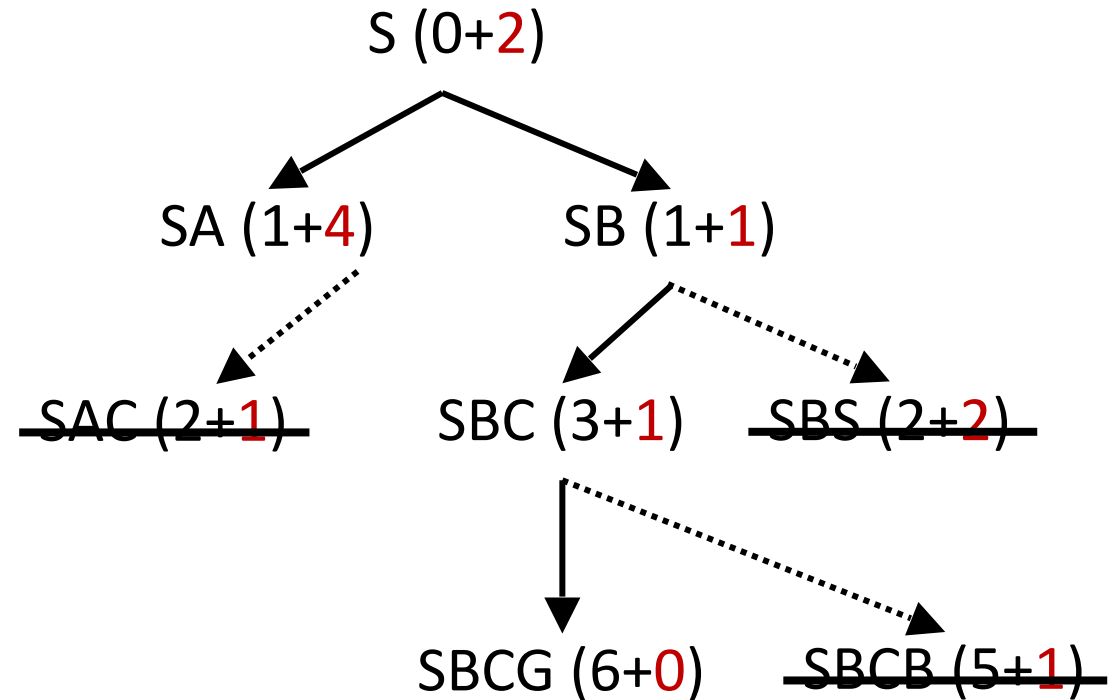 S (0+2)
SA (1+4) SB (1+1)
SAC (2+1) SBC (3+1) SBS (2+2)
SBCG (6+0) SBCB (5+1)